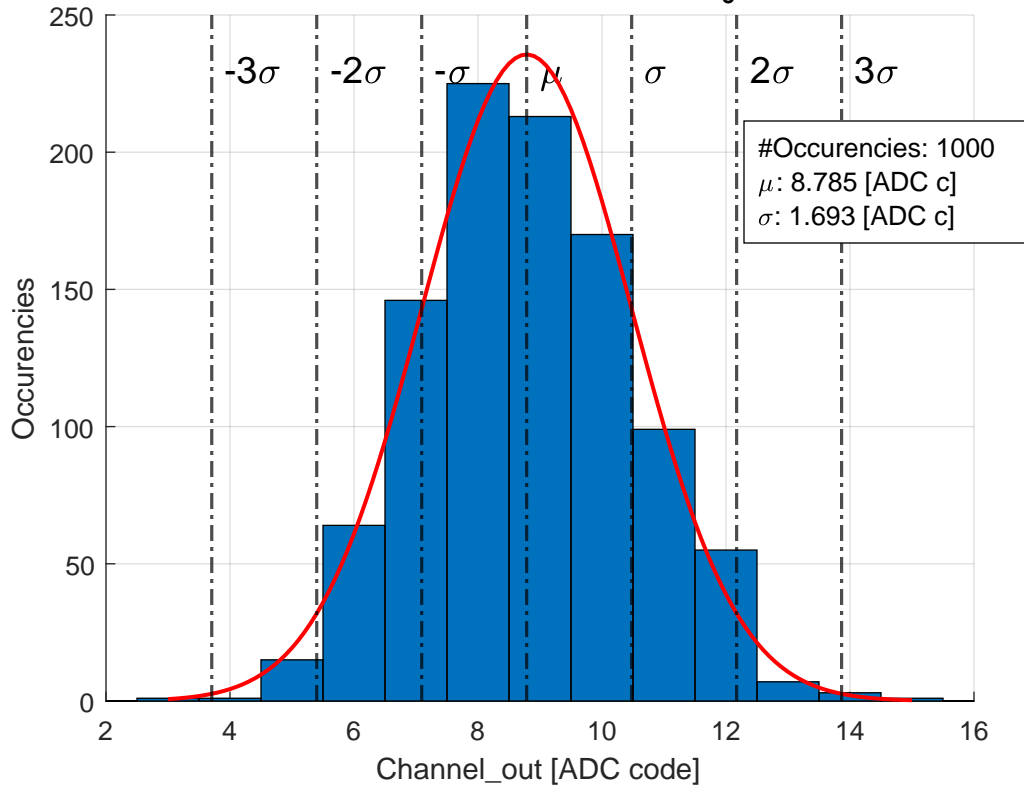 250
-3σ -2σ -σ μ σ 2σ 3σ
#Occurencies: 1000
μ: 8.785 [ADC c]
σ: 1.693 [ADC c]
200
150
100
50
0
Occurencies
2 4 6 8 10 12 14 16
Channel_out [ADC code]